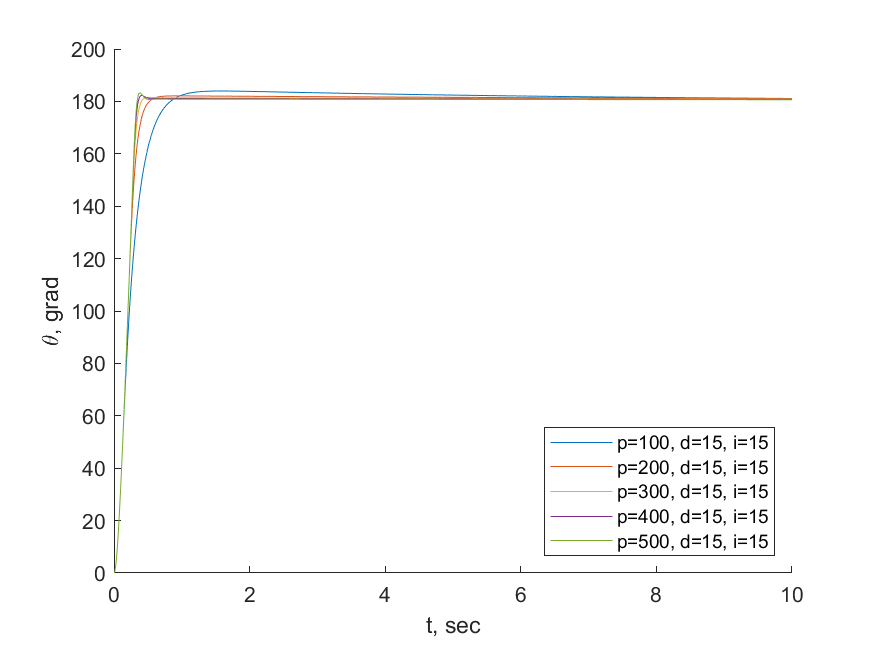 200
180
160
140
120
100
80
60
40
20
0
θ, grad
0 2 4 6 8 10
t, sec
p=100, d=15, i=15
p=200, d=15, i=15
p=300, d=15, i=15
p=400, d=15, i=15
p=500, d=15, i=15